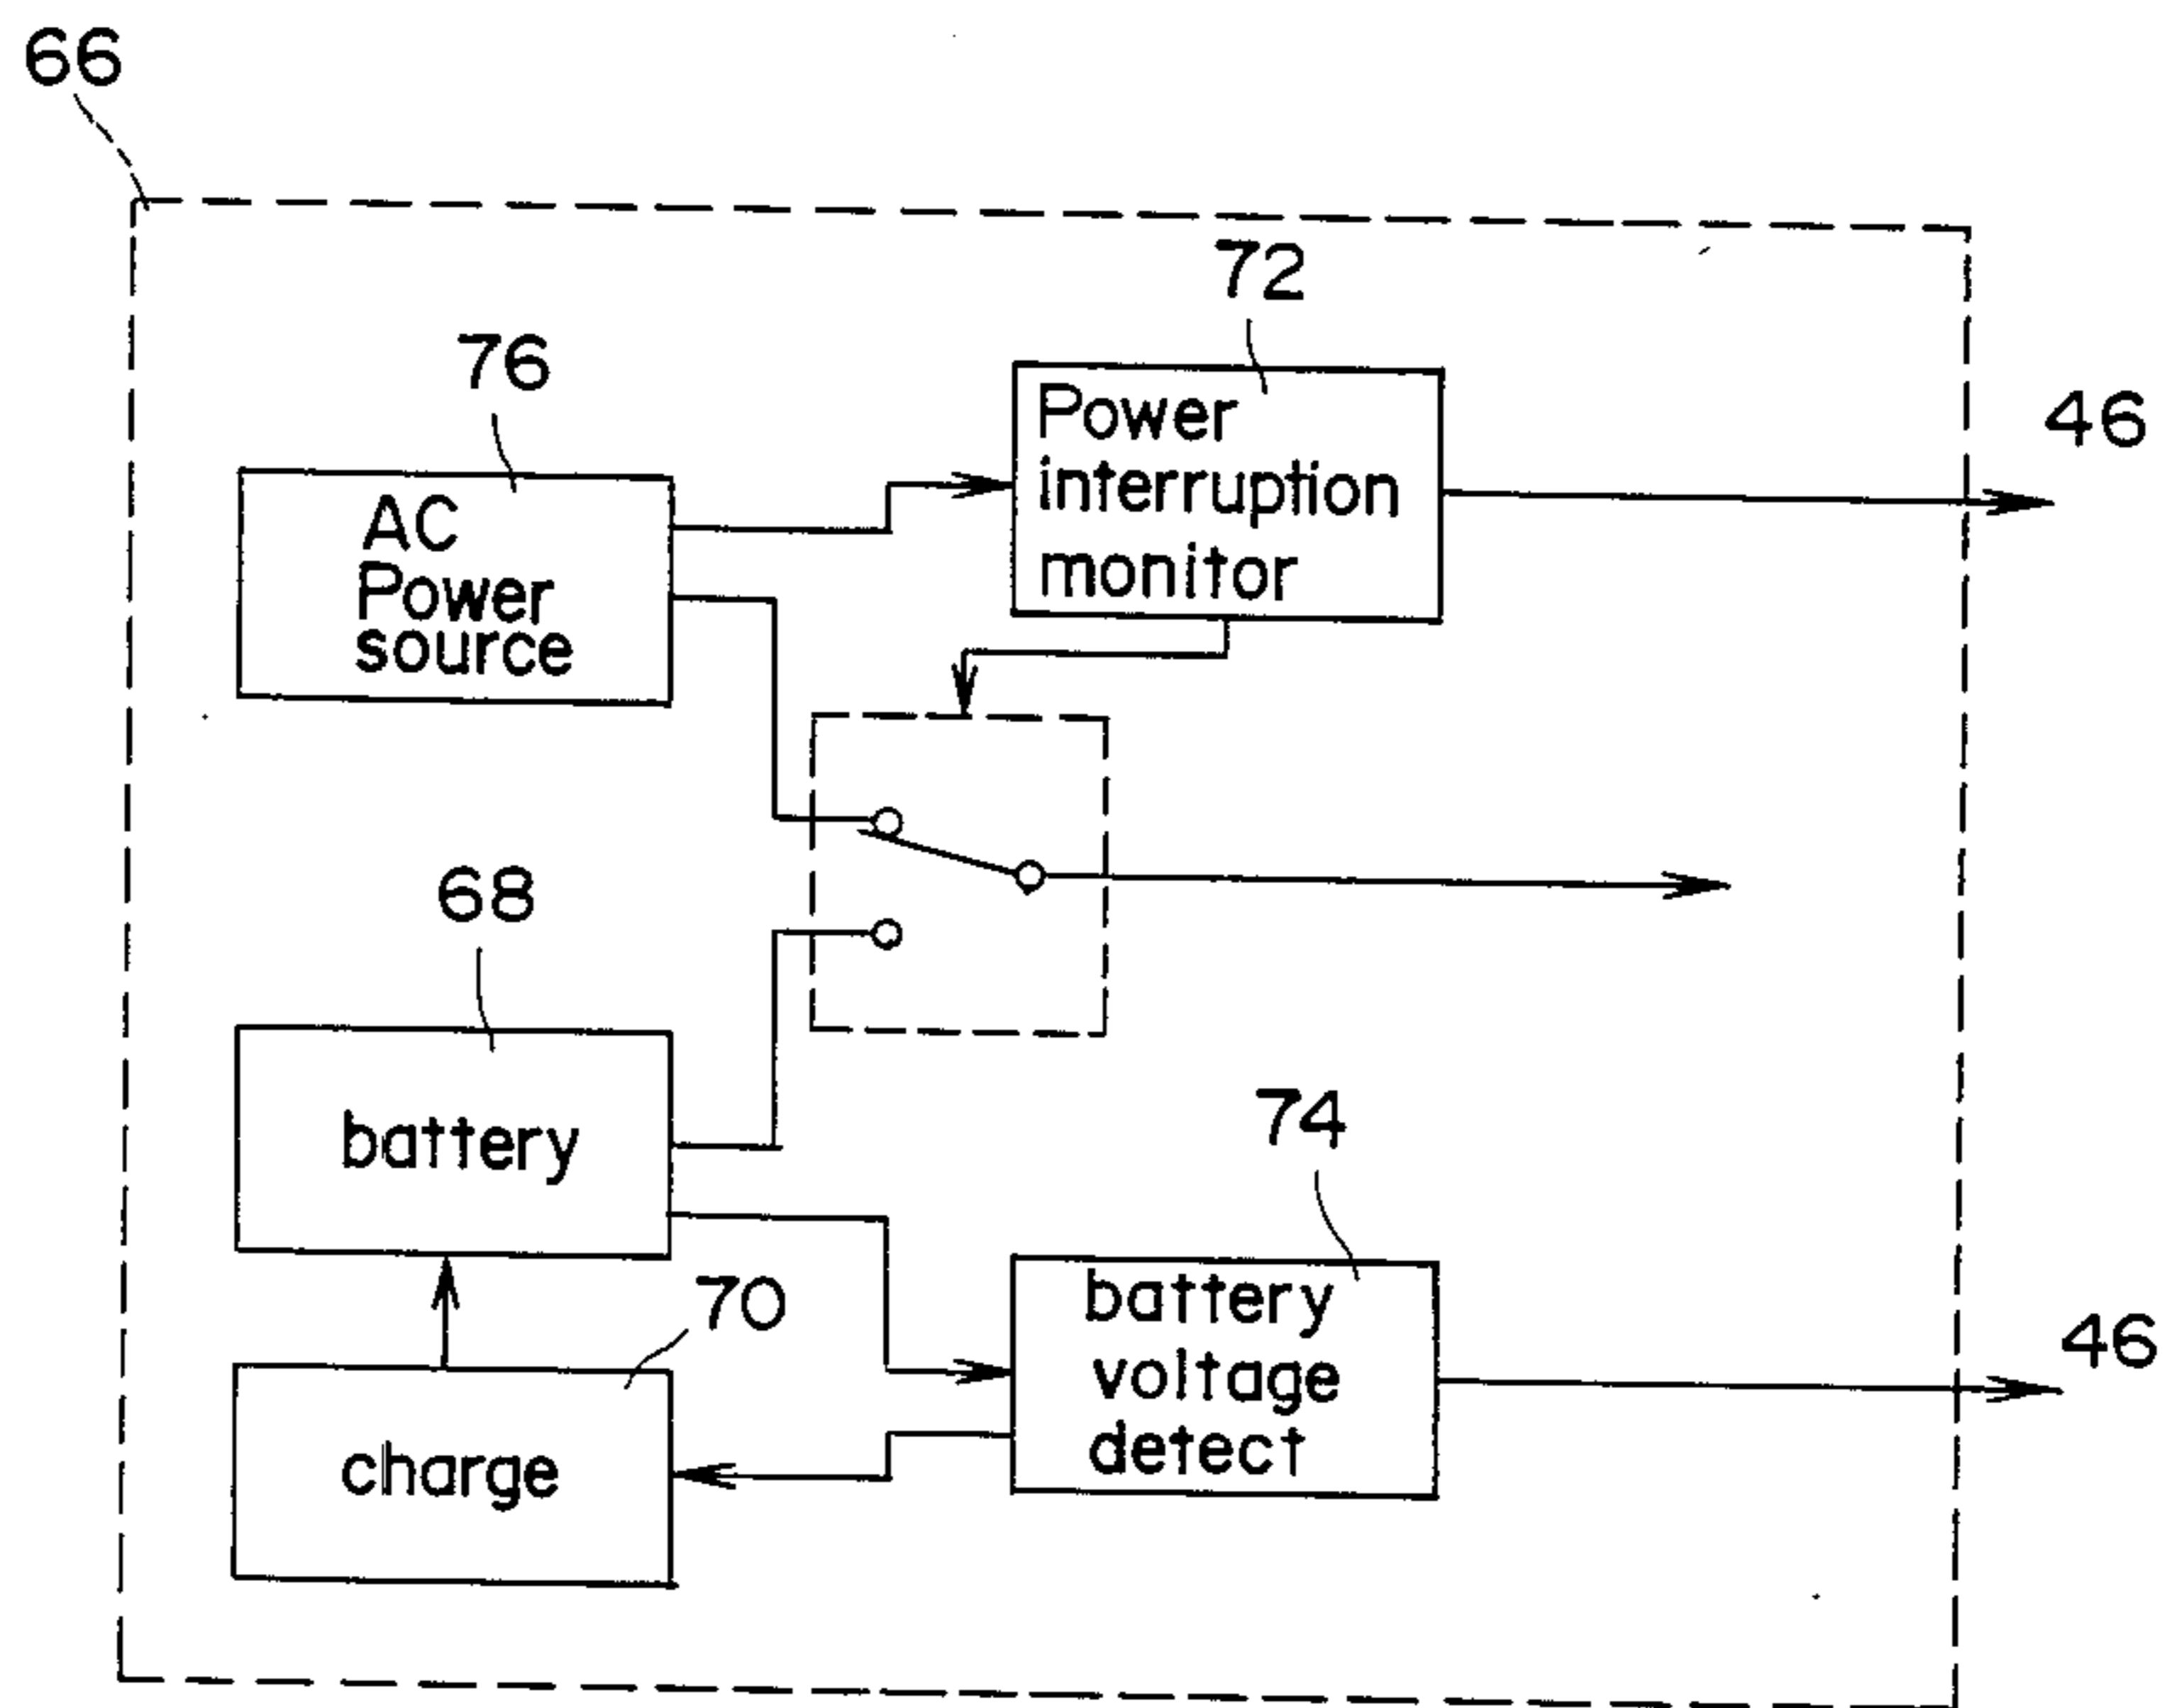 66
72
76
46
Power
interruption
monitor
AC
Power
source
68
battery
74
70
battery
voltage
detect
46
charge